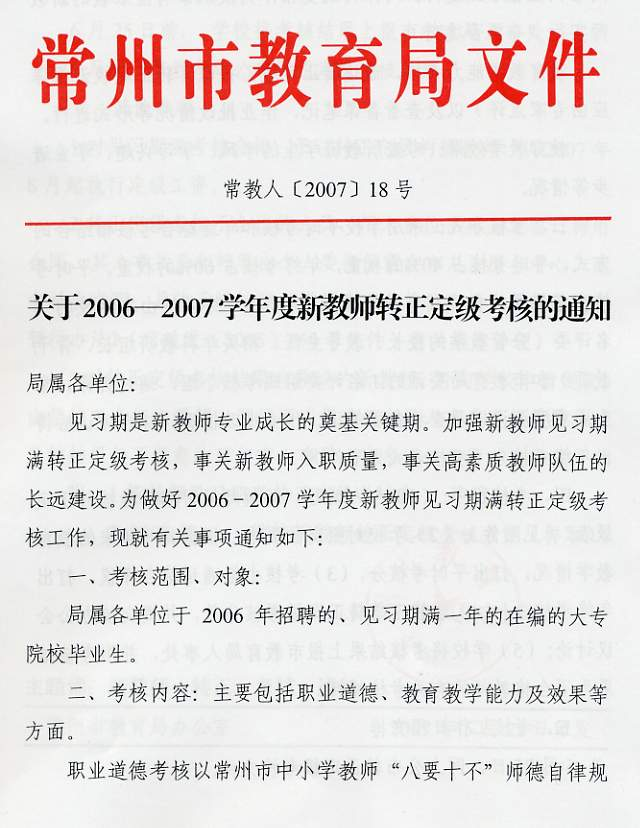 常州市教育局文件
常教人〔2007〕18号
关于2006—2007学年度新教师转正定级考核的通知
局属各单位:
见习期是新教师专业成长的奠基关键期。加强新教师见习期
满转正定级考核，事关新教师入职质量，事关高素质教师队伍的
长远建设。为做好2006-2007学年度新教师见习期满转正定级考
核工作，现就有关事项通知如下:
一、考核范围、对象:
局属各单位于 2006 年招聘的、见习期满一年的在编的大专
院校毕业生。
二、考核内容: 主要包括职业道德、教育教学能力及效果等
方面。
职业道德考核以常州市中小学教师“八要十不”师德自律规